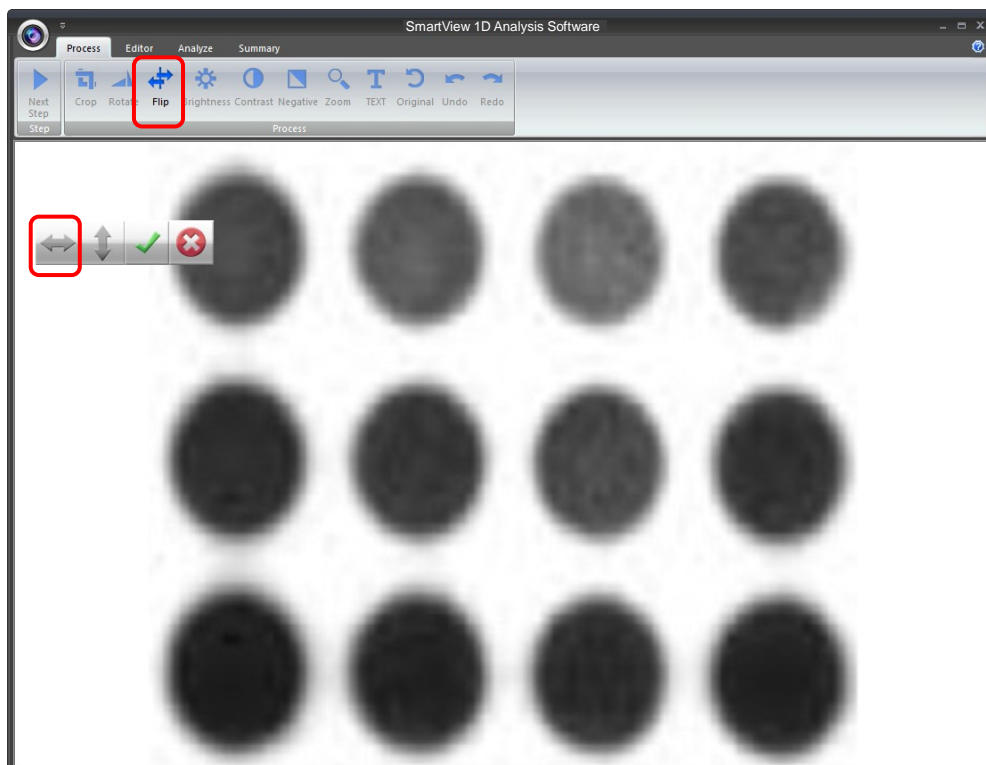 SmartView 1D Analysis Software
Process Editor Analyze Summary
Next Step Crop Rotate Flip Brightness Contrast Negative Zoom TEXT Original Undo Redo
Step Process